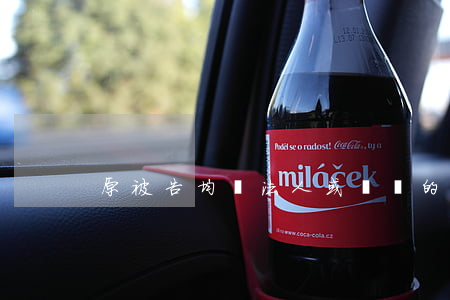 Poděl se o radost! Coca-Cola, ty a
miláček
原被告均 法人或 的
www.coca-cola.cz